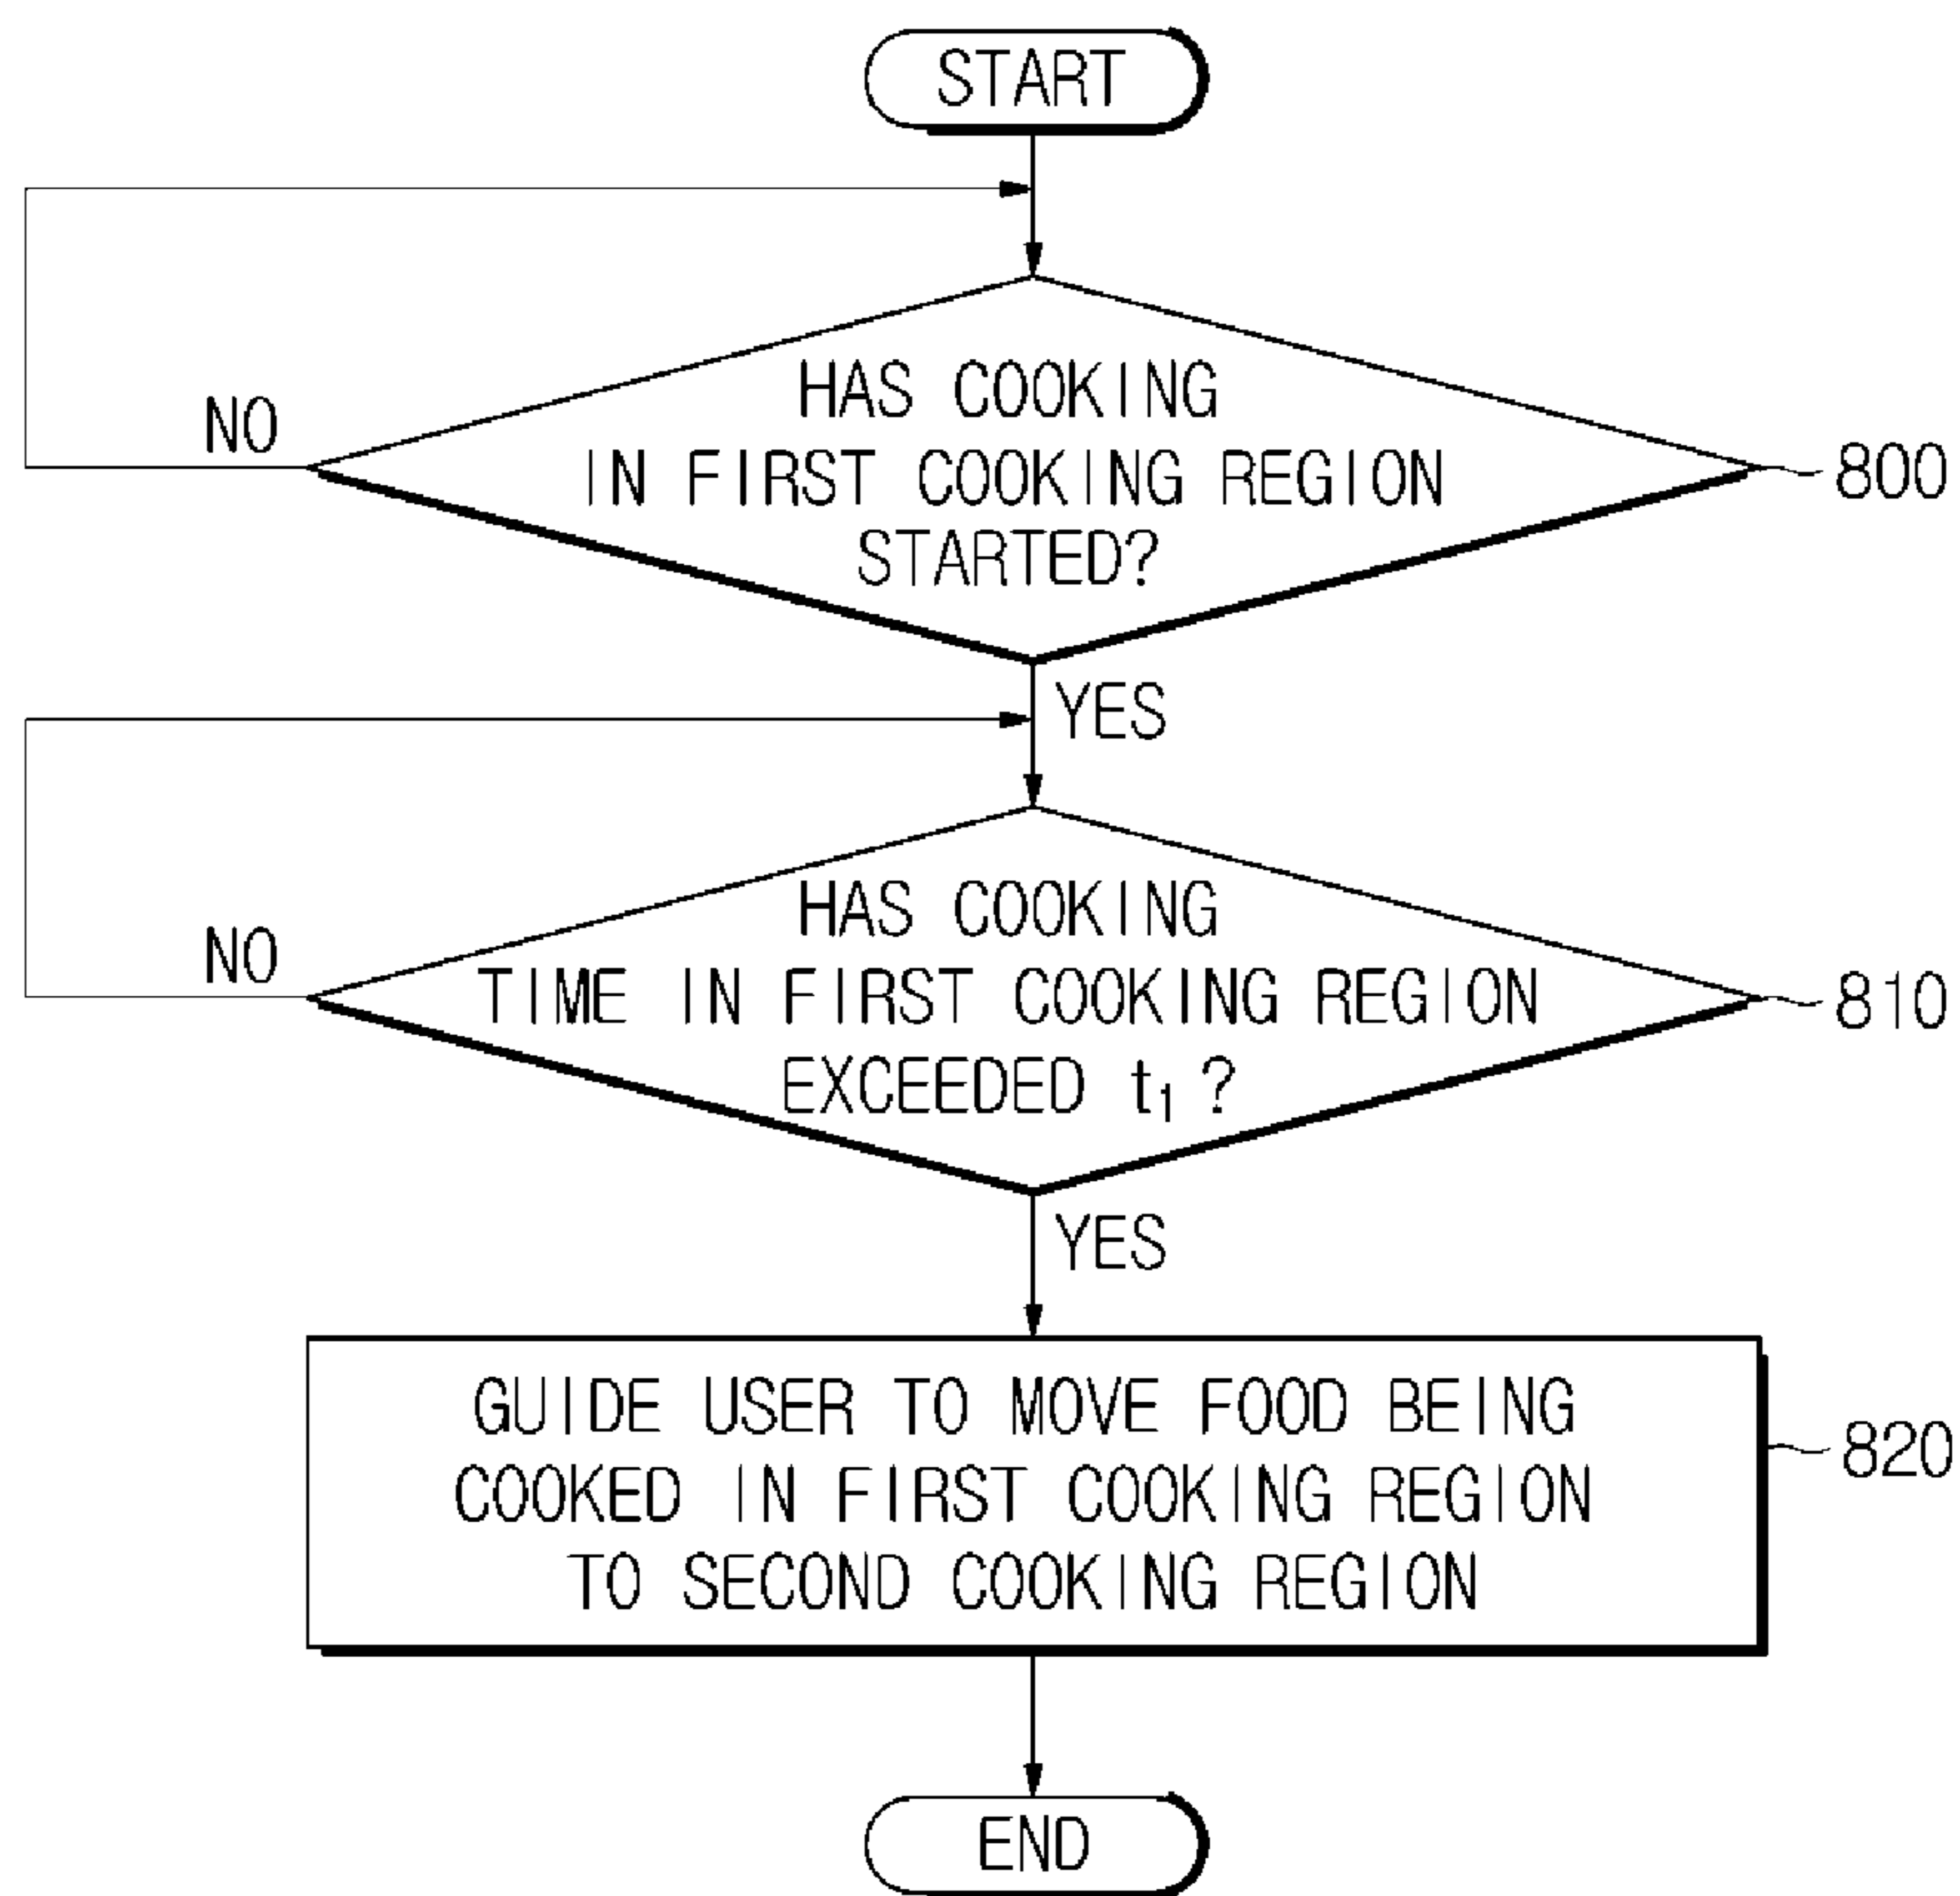 START
HAS COOKING
IN FIRST COOKING REGION
STARTED?
NO
800
YES
HAS COOKING
TIME IN FIRST COOKING REGION
EXCEEDED t₁?
NO
810
YES
GUIDE USER TO MOVE FOOD BEING
COOKED IN FIRST COOKING REGION
TO SECOND COOKING REGION
820
END